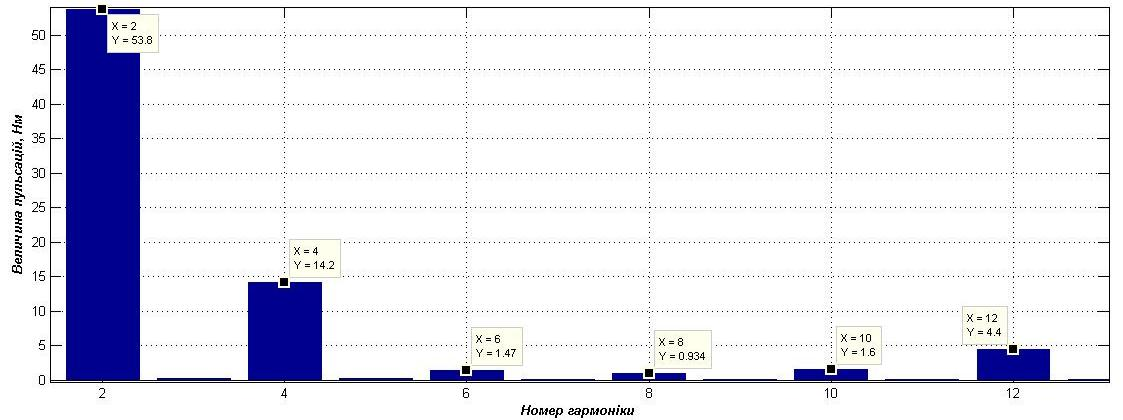 Величина пульсацій, Нм
50
45
40
35
30
25
20
15
10
5
0
X = 2
Y = 53.8
X = 4
Y = 14.2
X = 6
Y = 1.47
X = 8
Y = 0.934
X = 10
Y = 1.6
X = 12
Y = 4.4
2 4 6 8 10 12
Номер гармоніки